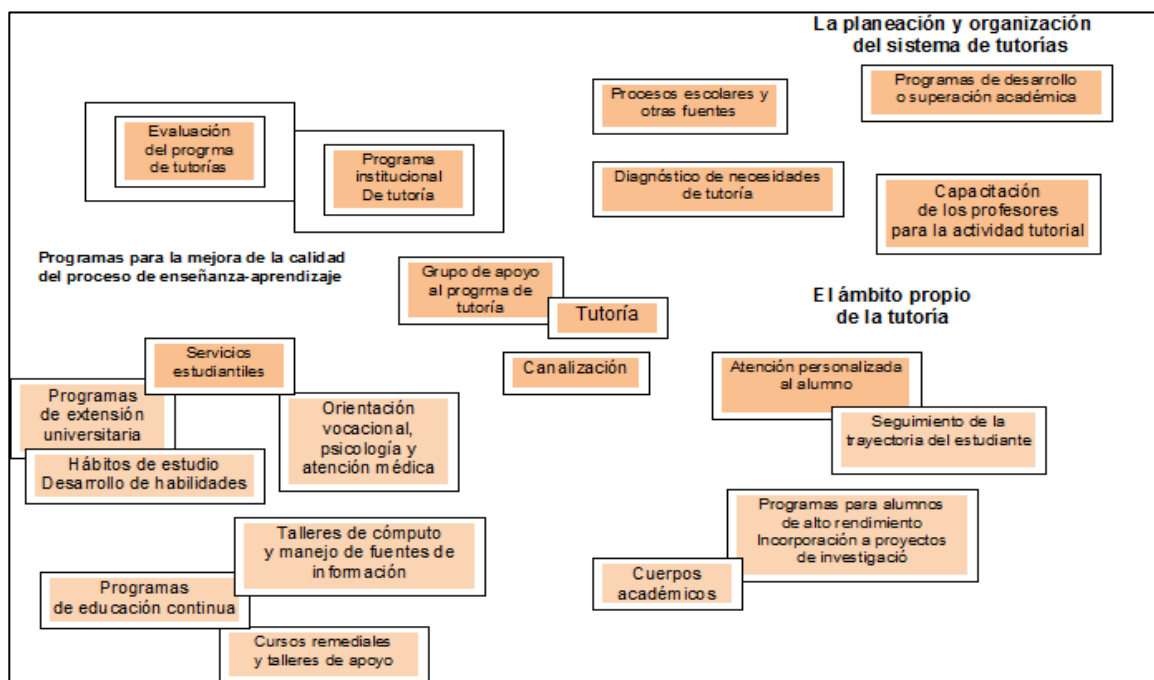 La planeación y organización
del sistema de tutorías
Procesos escolares y
otras fuentes
Programas de desarrollo
o superación académica
Evaluación
del progrma
de tutorías
Programa
institucional
De tutoría
Diagnóstico de necesidades
de tutoría
Capacitación
de los profesores
para la actividad tutorial
Programas para la mejora de la calidad
del proceso de enseñanza-aprendizaje
Grupo de apoyo
al progrma de
tutoría
Tutoría
El ámbito propio
de la tutoría
Servicios
estudiantiles
Canalización
Atención personalizada
al alumno
Programas
de extensión
universitaria
Orientación
vocacional,
psicología y
atención médica
Seguimiento de la
trayectoria del estudiante
Hábitos de estudio
Desarrollo de habilidades
Programas para alumnos
de alto rendimiento
Incorporación a proyectos
de investigació
Talleres de cómputo
y manejo de fuentes de
información
Cuerpos
académicos
Programas
de educación continua
Cursos remediales
y talleres de apoyo